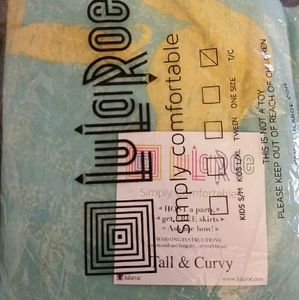 LuLaRoe
simply comfortable
KIDS S/M KIDS L/XL TWEEN ONE SIZE T/C
THIS IS NOT A TOY
PLEASE KEEP OUT OF REACH OF CHILDREN
LuLaRoe
Simply Comfortable
HOST a party
get FREE skirts
Ask me how!
WASHING INSTRUCTIONS
Tall & Curvy
lularoe
www.lularoe.com